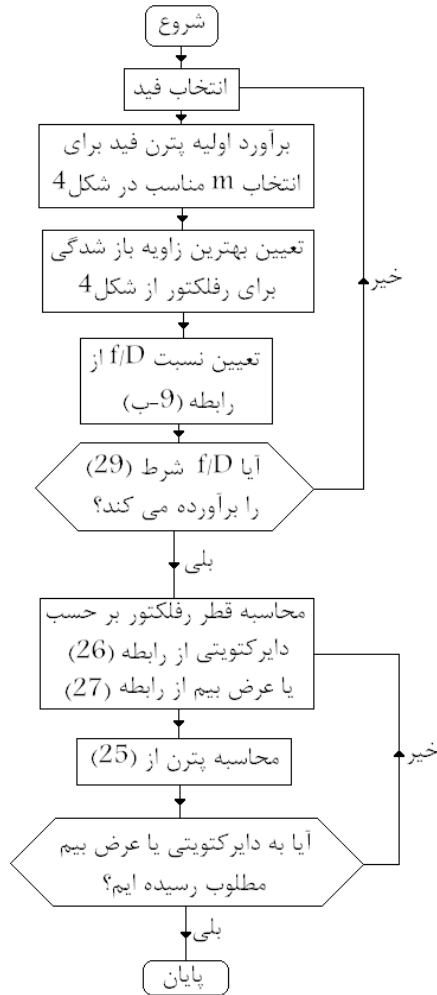 شروع
انتخاب فید
برآورد اولیه پترن فید برای
انتخاب m مناسب در شکل4
تعیین بهترین زاویه باز شدگی
برای رفلکتور از شکل4
تعیین نسبت f/D از
رابطه (9-ب)
آیا f/D شرط (29)
را برآورده می کند؟
خیر
بلی
محاسبه قطر رفلکتور بر حسب
دایرکتویتی از رابطه (26)
یا عرض بیم از رابطه (27)
محاسبه پترن از (25)
خیر
آیا به دایرکتویتی یا عرض بیم
مطلوب رسیده ایم؟
بلی
پایان